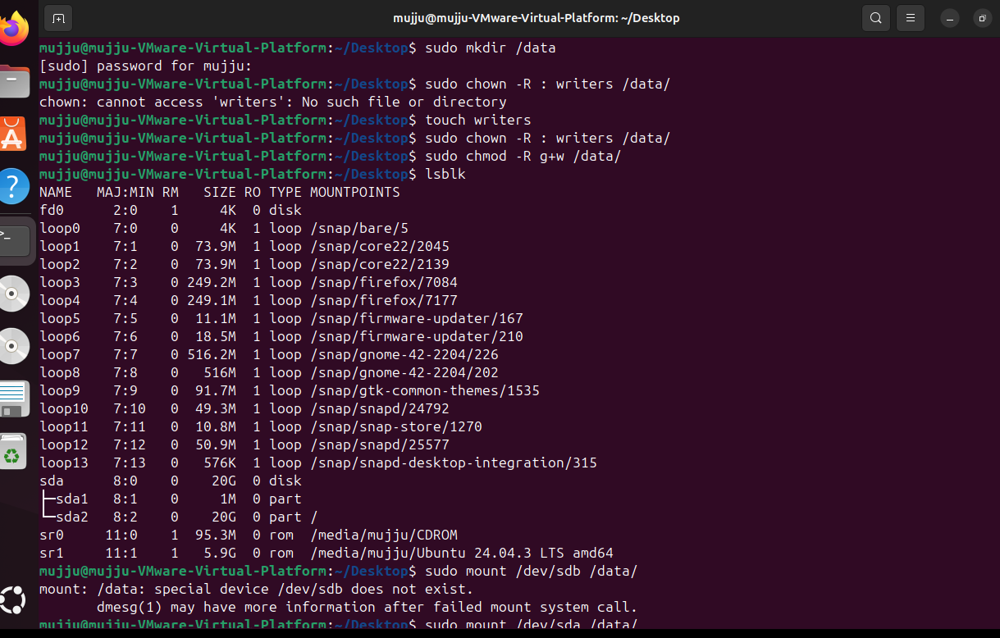 mujju@mujju-VMware-Virtual-Platform: ~/Desktop
mujju@mujju-VMware-Virtual-Platform:~/Desktop$ sudo mkdir /data
[sudo] password for mujju:
mujju@mujju-VMware-Virtual-Platform:~/Desktop$ sudo chown -R : writers /data/
chown: cannot access 'writers': No such file or directory
mujju@mujju-VMware-Virtual-Platform:~/Desktop$ touch writers
mujju@mujju-VMware-Virtual-Platform:~/Desktop$ sudo chown -R : writers /data/
mujju@mujju-VMware-Virtual-Platform:~/Desktop$ sudo chmod -R g+w /data/
mujju@mujju-VMware-Virtual-Platform:~/Desktop$ lsblk
NAME   MAJ:MIN RM   SIZE RO TYPE MOUNTPOINTS
fd0      2:0    1     4K  0 disk
loop0    7:0    0     4K  1 loop /snap/bare/5
loop1    7:1    0  73.9M  1 loop /snap/core22/2045
loop2    7:2    0  73.9M  1 loop /snap/core22/2139
loop3    7:3    0 249.2M  1 loop /snap/firefox/7084
loop4    7:4    0 249.1M  1 loop /snap/firefox/7177
loop5    7:5    0  11.1M  1 loop /snap/firmware-updater/167
loop6    7:6    0  18.5M  1 loop /snap/firmware-updater/210
loop7    7:7    0 516.2M  1 loop /snap/gnome-42-2204/226
loop8    7:8    0   516M  1 loop /snap/gnome-42-2204/202
loop9    7:9    0  91.7M  1 loop /snap/gtk-common-themes/1535
loop10   7:10   0  49.3M  1 loop /snap/snapd/24792
loop11   7:11   0  10.8M  1 loop /snap/snap-store/1270
loop12   7:12   0  50.9M  1 loop /snap/snapd/25577
loop13   7:13   0   576K  1 loop /snap/snapd-desktop-integration/315
sda      8:0    0    20G  0 disk
├─sda1   8:1    0     1M  0 part
└─sda2   8:2    0    20G  0 part /
sr0     11:0    1  95.3M  0 rom  /media/mujju/CDROM
sr1     11:1    1   5.9G  0 rom  /media/mujju/Ubuntu 24.04.3 LTS amd64
mujju@mujju-VMware-Virtual-Platform:~/Desktop$ sudo mount /dev/sdb /data/
mount: /data: special device /dev/sdb does not exist.
       dmesg(1) may have more information after failed mount system call.
mujju@mujju-VMware-Virtual-Platform:~/Desktop$ sudo mount /dev/sda /data/